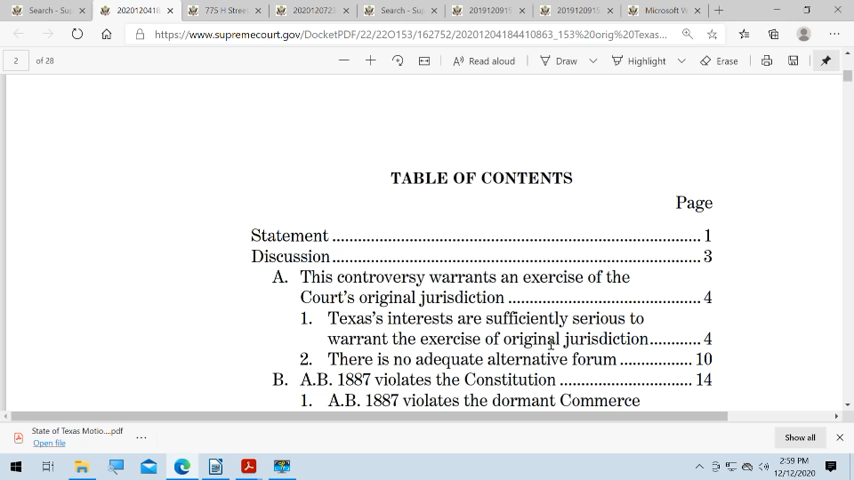 Search - Sup
2020120418
775 H Street
2020120723
Search - Sup
2019120915
2019120915
Microsoft W
https://www.supremecourt.gov/DocketPDF/22/22O153/162752/20201204184410863_153%20orig%20Texas...
2 of 28
Read aloud
Draw
Highlight
Erase
TABLE OF CONTENTS
Page
Statement ........................................ 1
Discussion ........................................ 3
A. This controversy warrants an exercise of the
Court's original jurisdiction ........................................ 4
1. Texas's interests are sufficiently serious to
warrant the exercise of original jurisdiction ............ 4
2. There is no adequate alternative forum ................. 10
B. A.B. 1887 violates the Constitution ............................... 14
1. A.B. 1887 violates the dormant Commerce
State of Texas Motio....pdf
Open file
Show all
2:59 PM
12/12/2020